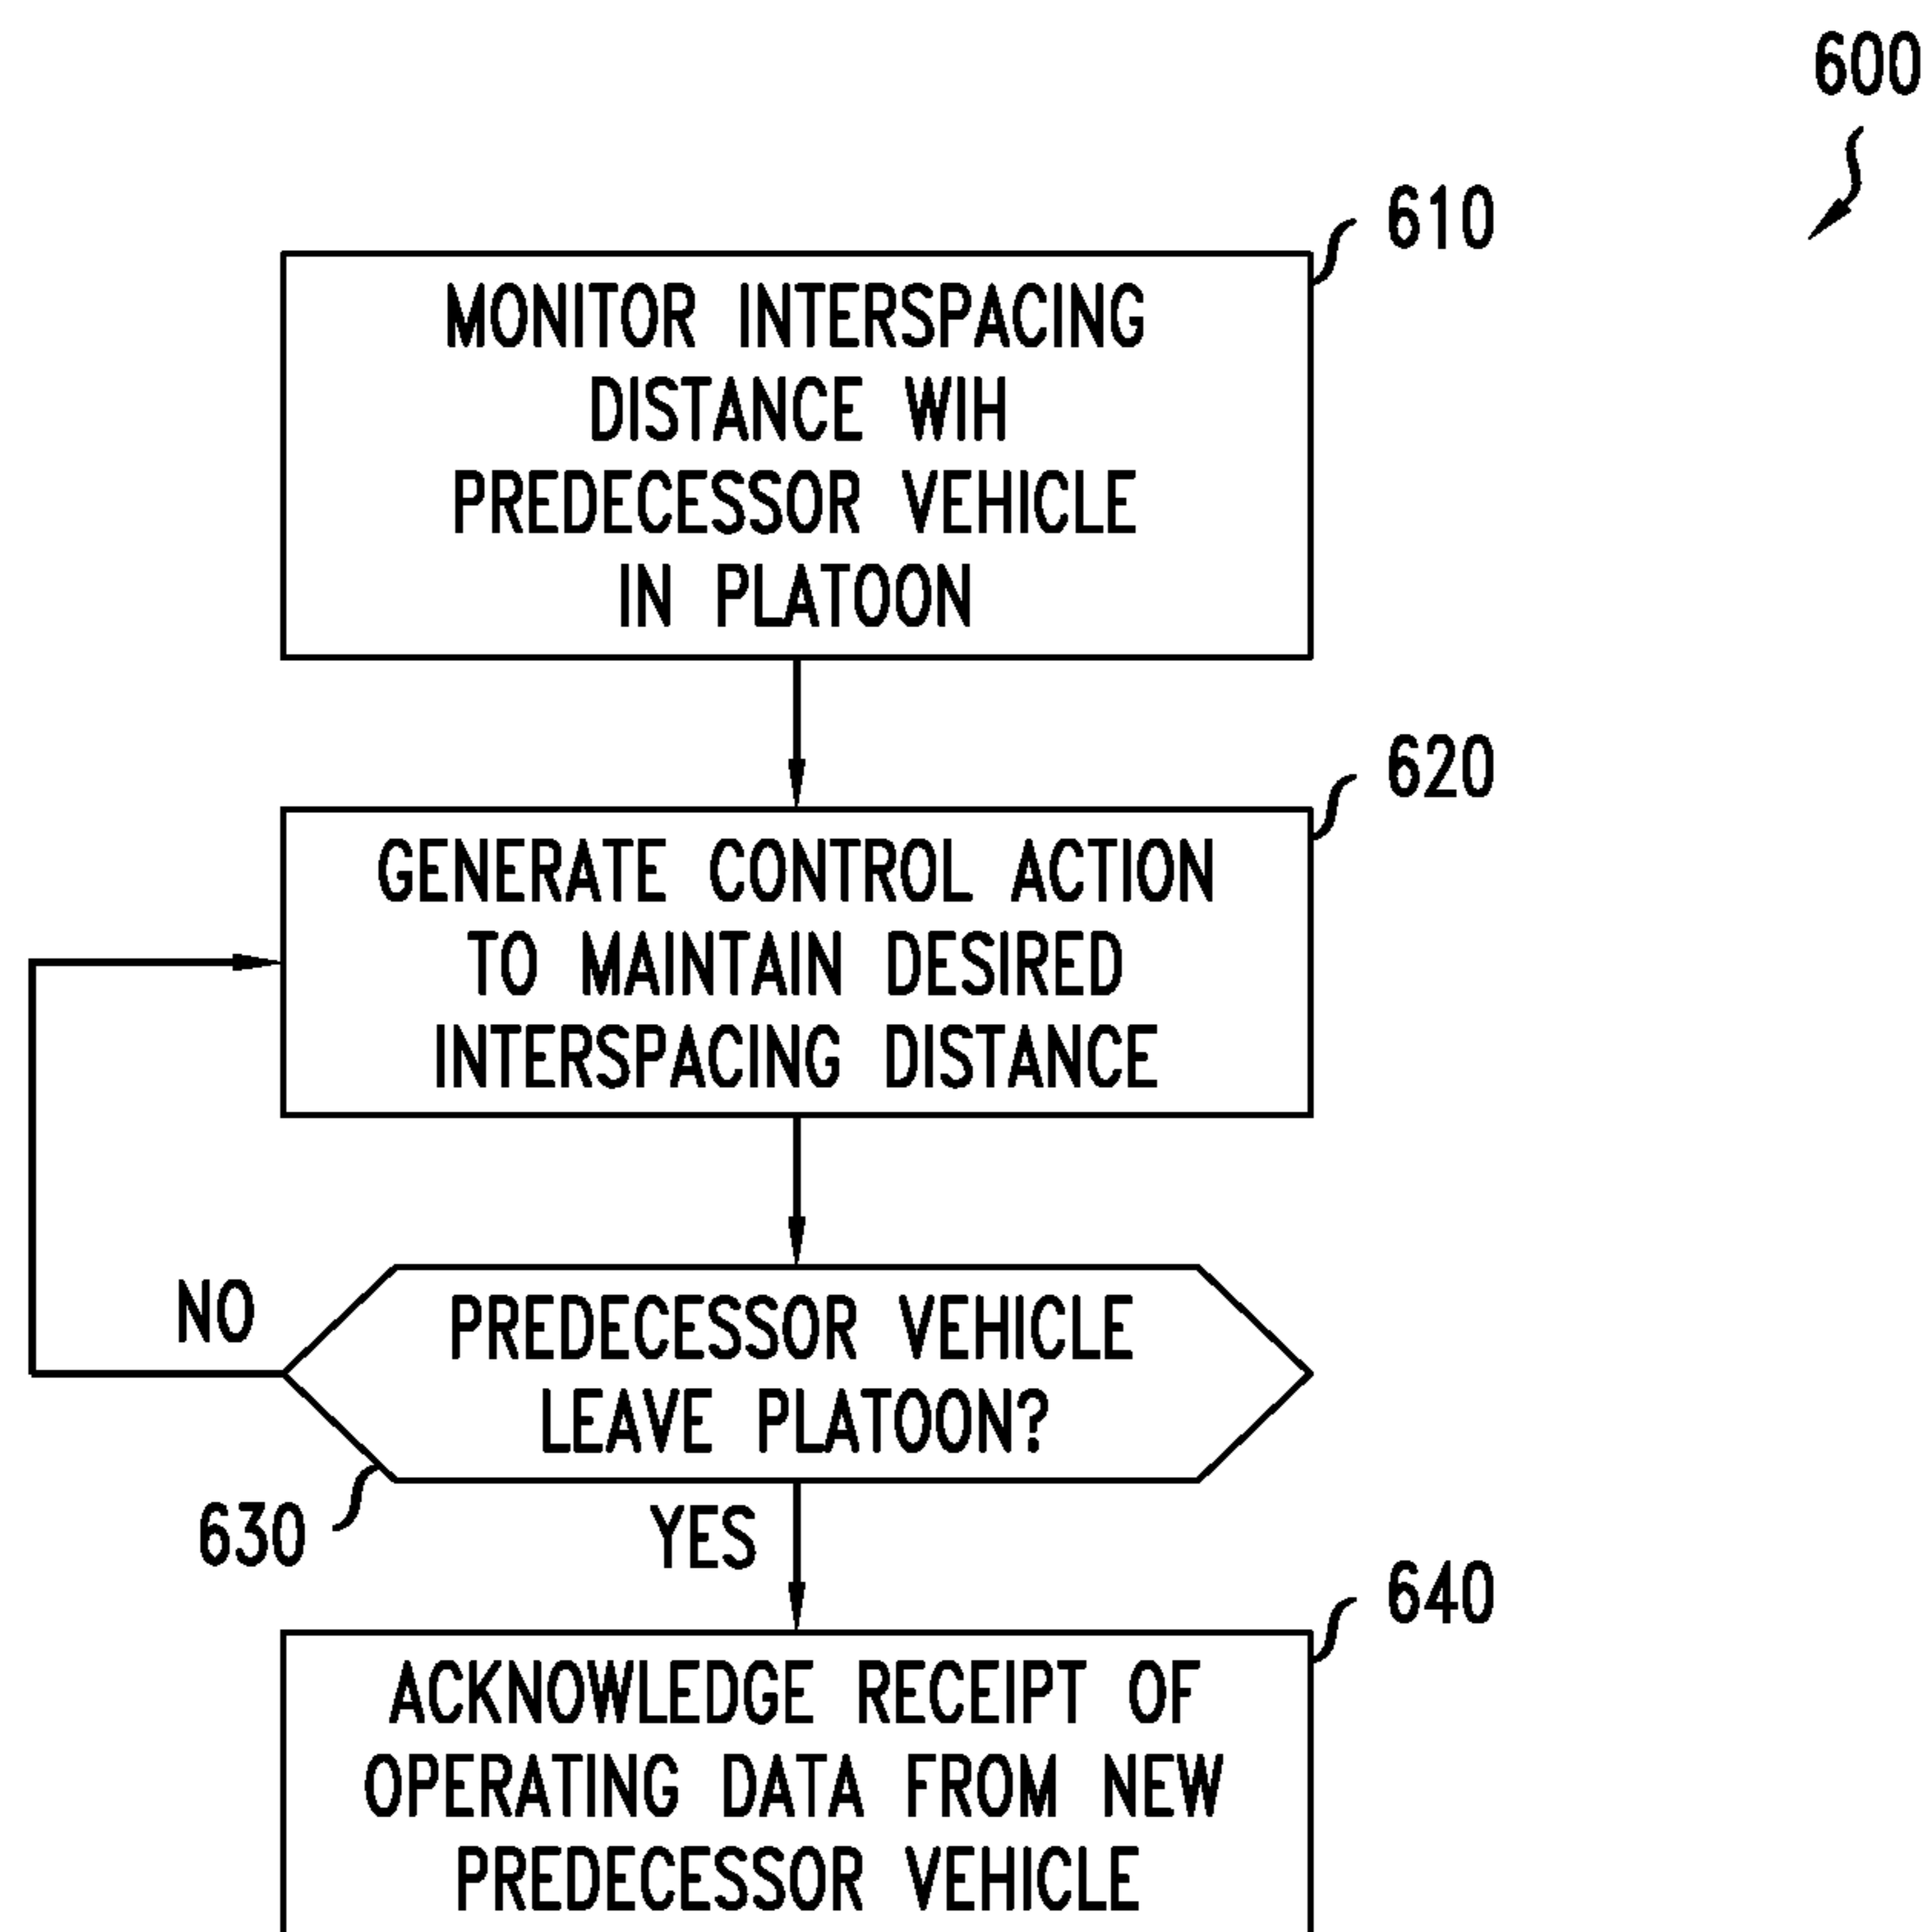 600
610
MONITOR INTERSPACING
DISTANCE WIH
PREDECESSOR VEHICLE
IN PLATOON
620
GENERATE CONTROL ACTION
TO MAINTAIN DESIRED
INTERSPACING DISTANCE
NO
PREDECESSOR VEHICLE
LEAVE PLATOON?
630
YES
640
ACKNOWLEDGE RECEIPT OF
OPERATING DATA FROM NEW
PREDECESSOR VEHICLE